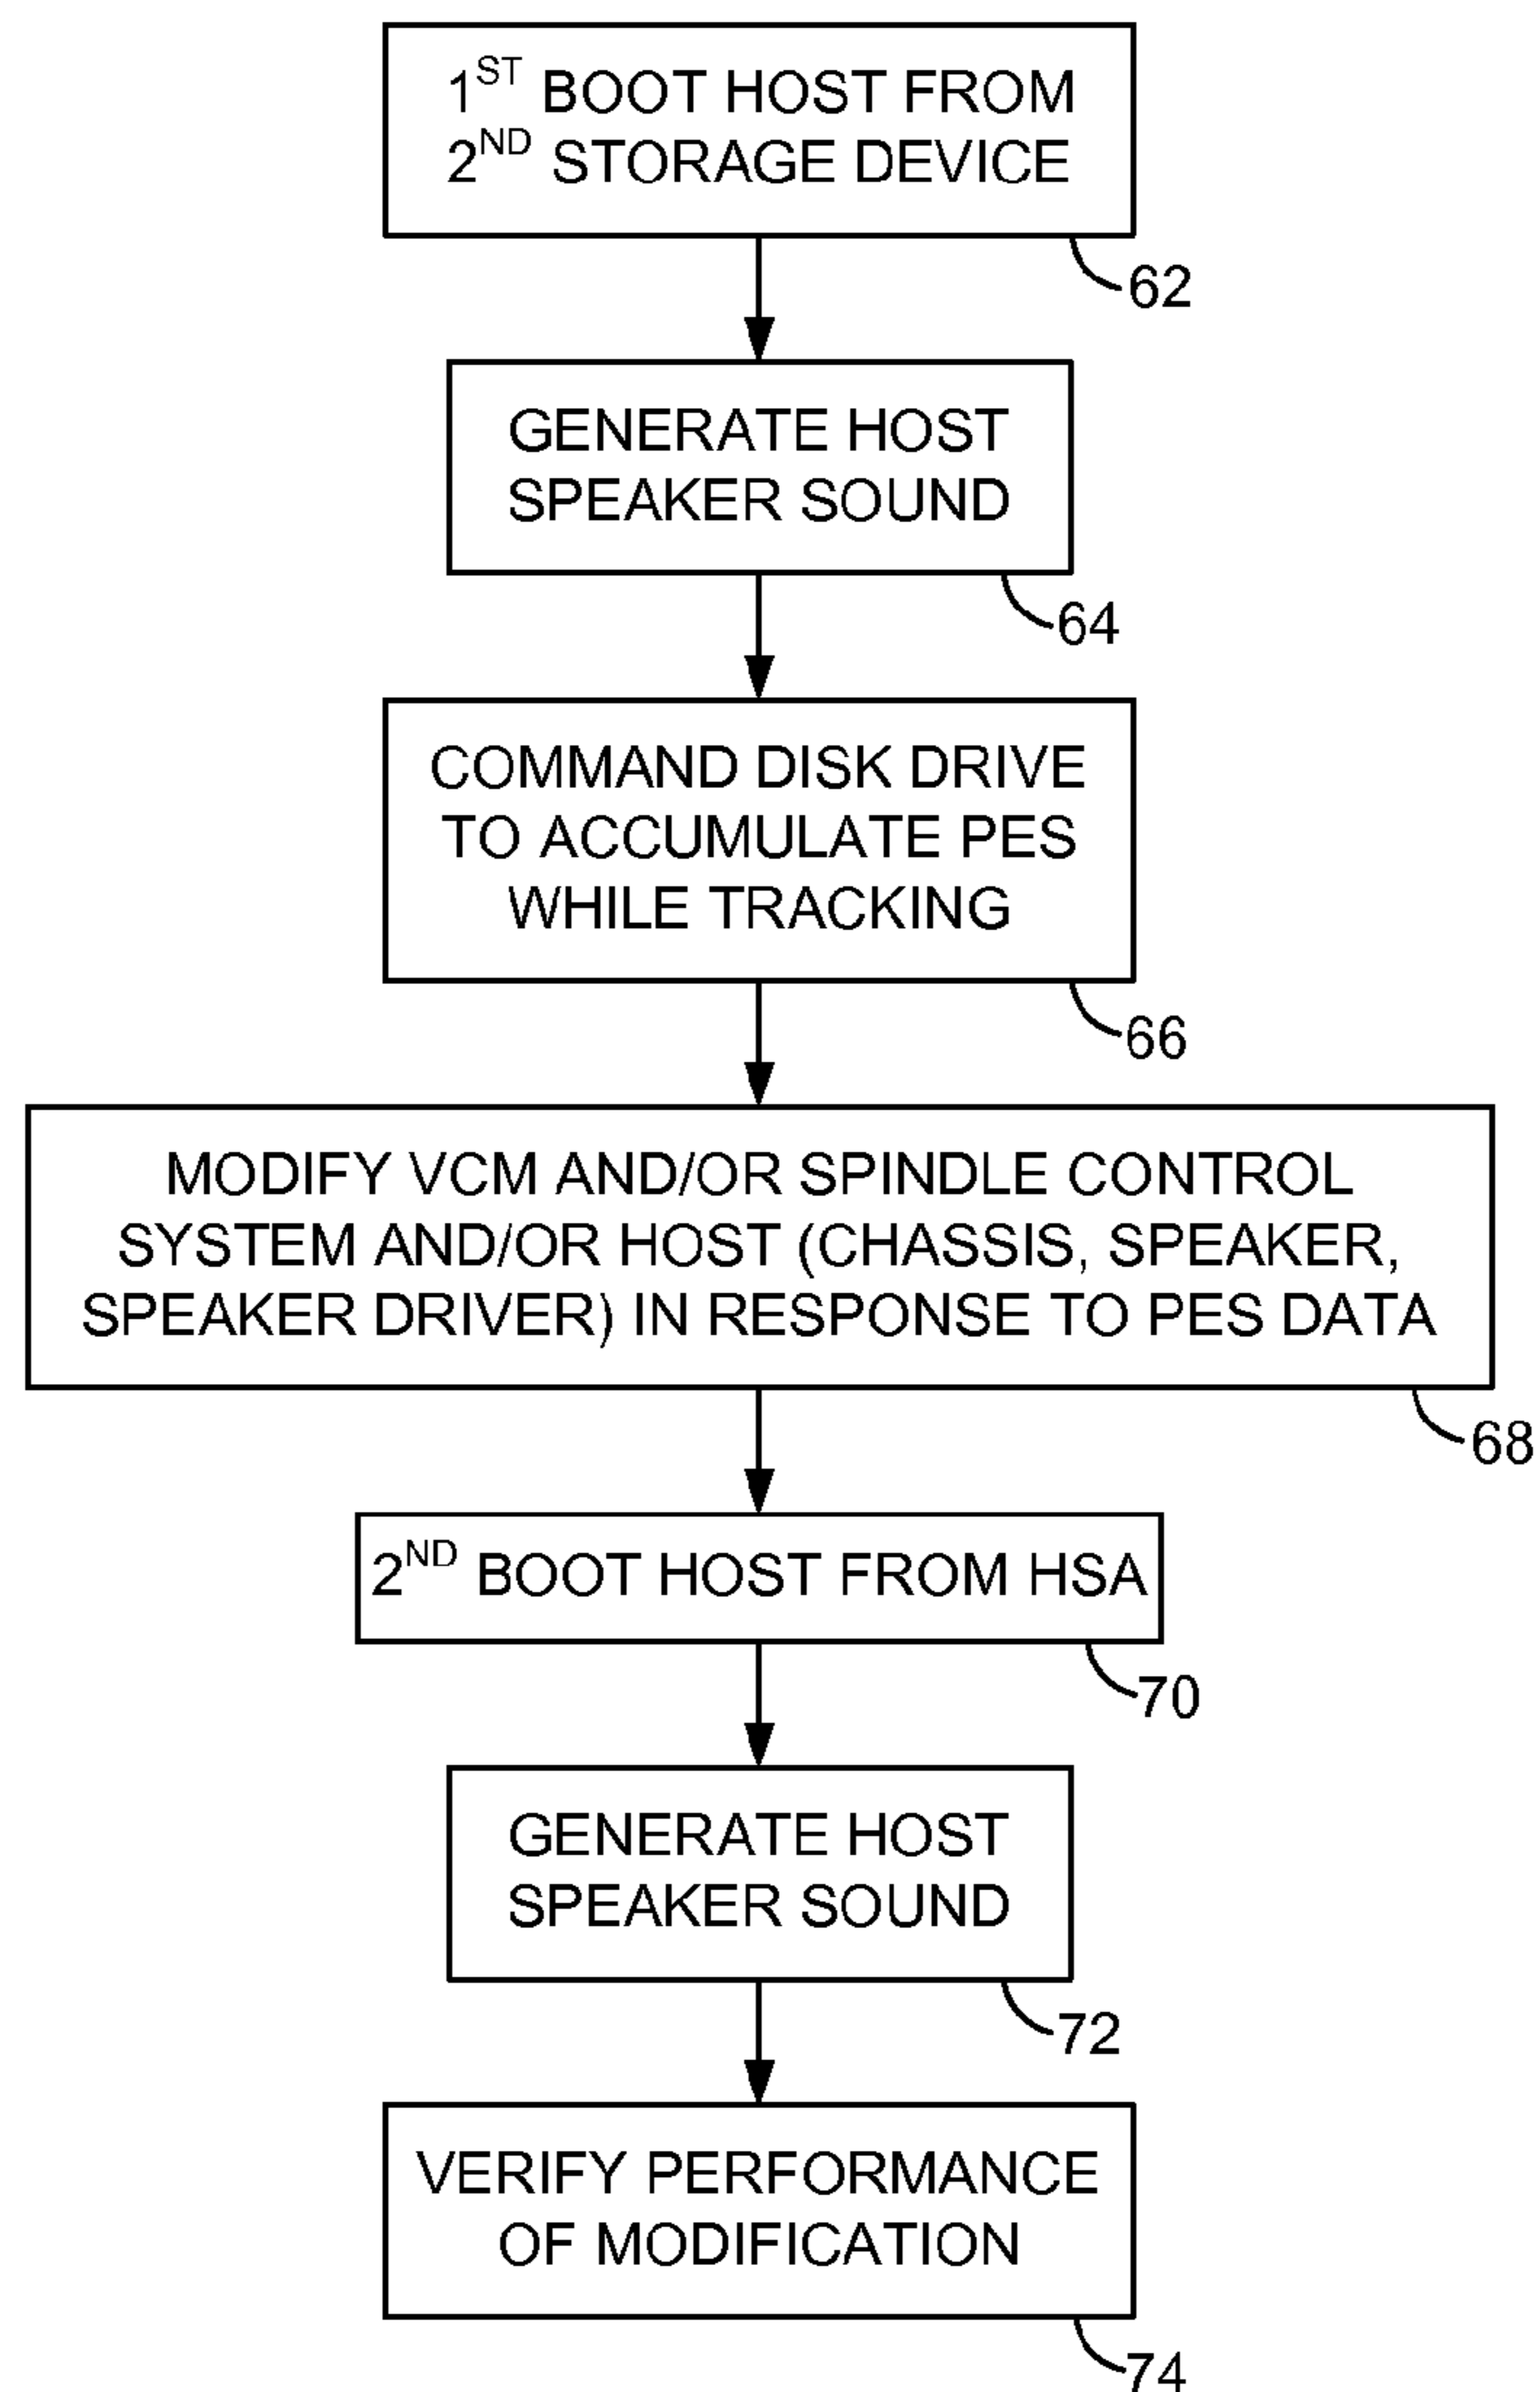 1ST BOOT HOST FROM
2ND STORAGE DEVICE
62
GENERATE HOST
SPEAKER SOUND
64
COMMAND DISK DRIVE
TO ACCUMULATE PES
WHILE TRACKING
66
MODIFY VCM AND/OR SPINDLE CONTROL
SYSTEM AND/OR HOST (CHASSIS, SPEAKER,
SPEAKER DRIVER) IN RESPONSE TO PES DATA
68
2ND BOOT HOST FROM HSA
70
GENERATE HOST
SPEAKER SOUND
72
VERIFY PERFORMANCE
OF MODIFICATION
74